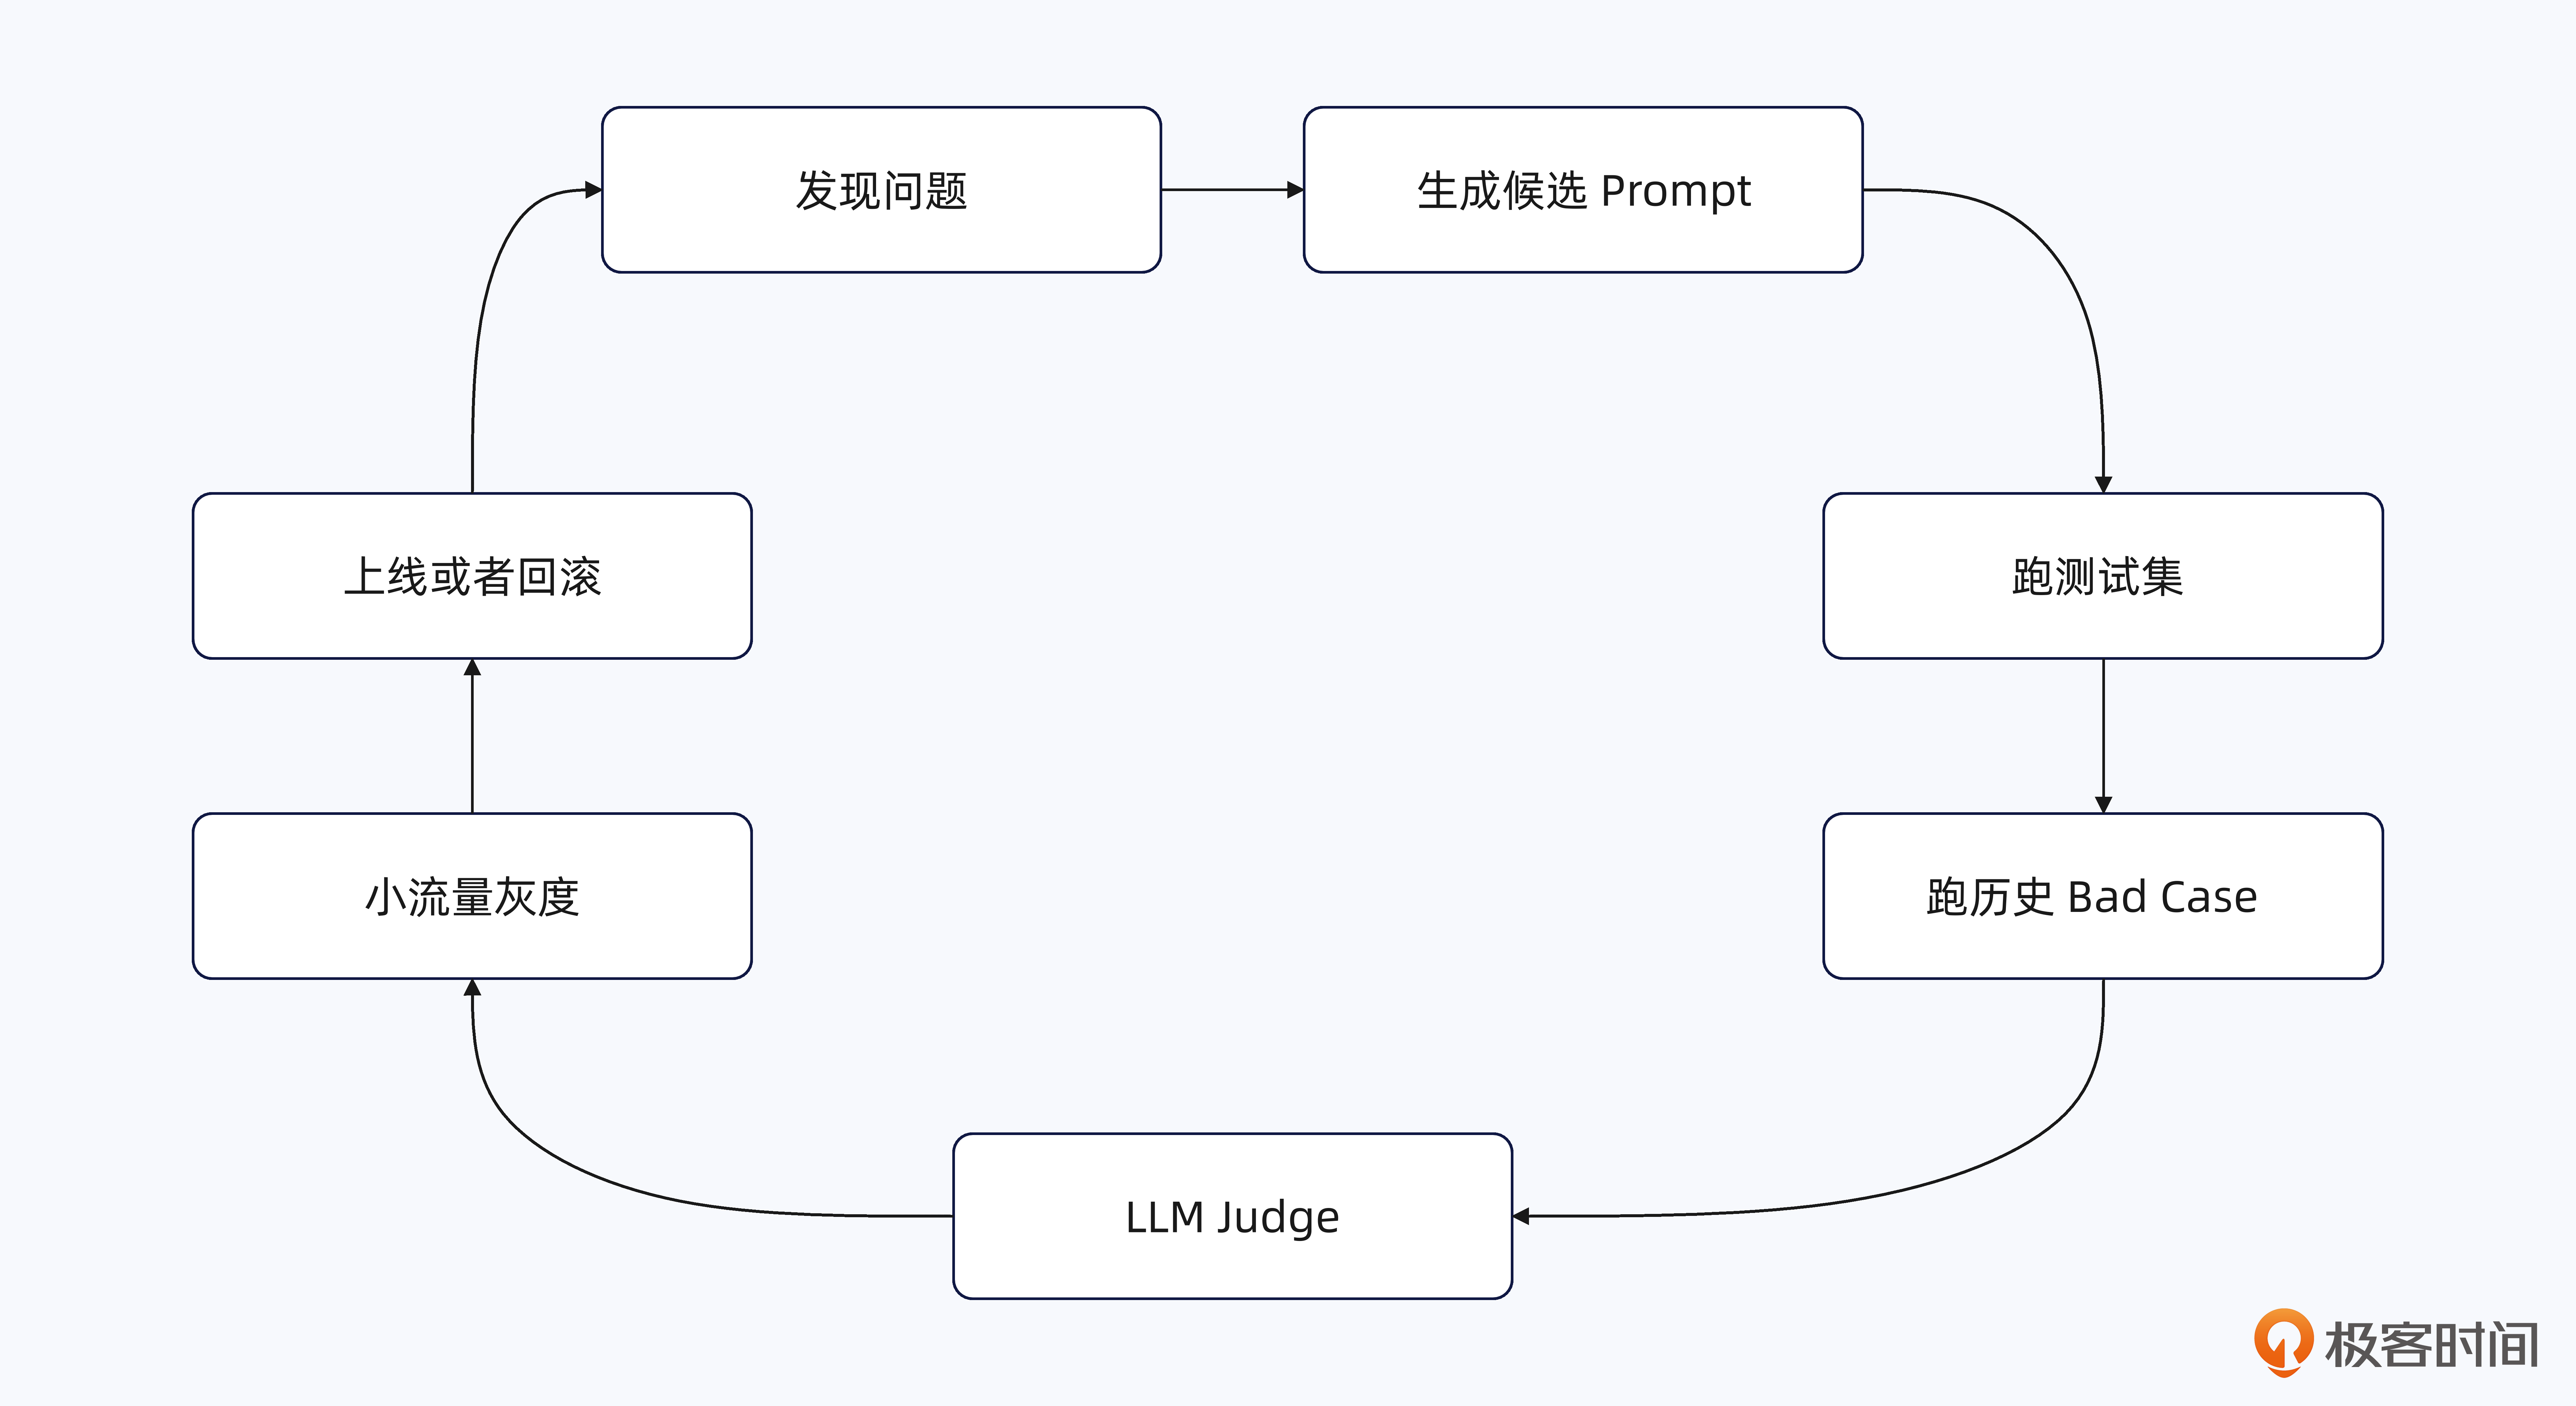 发现问题
生成候选 Prompt
上线或者回滚
跑测试集
小流量灰度
跑历史 Bad Case
LLM Judge
极客时间